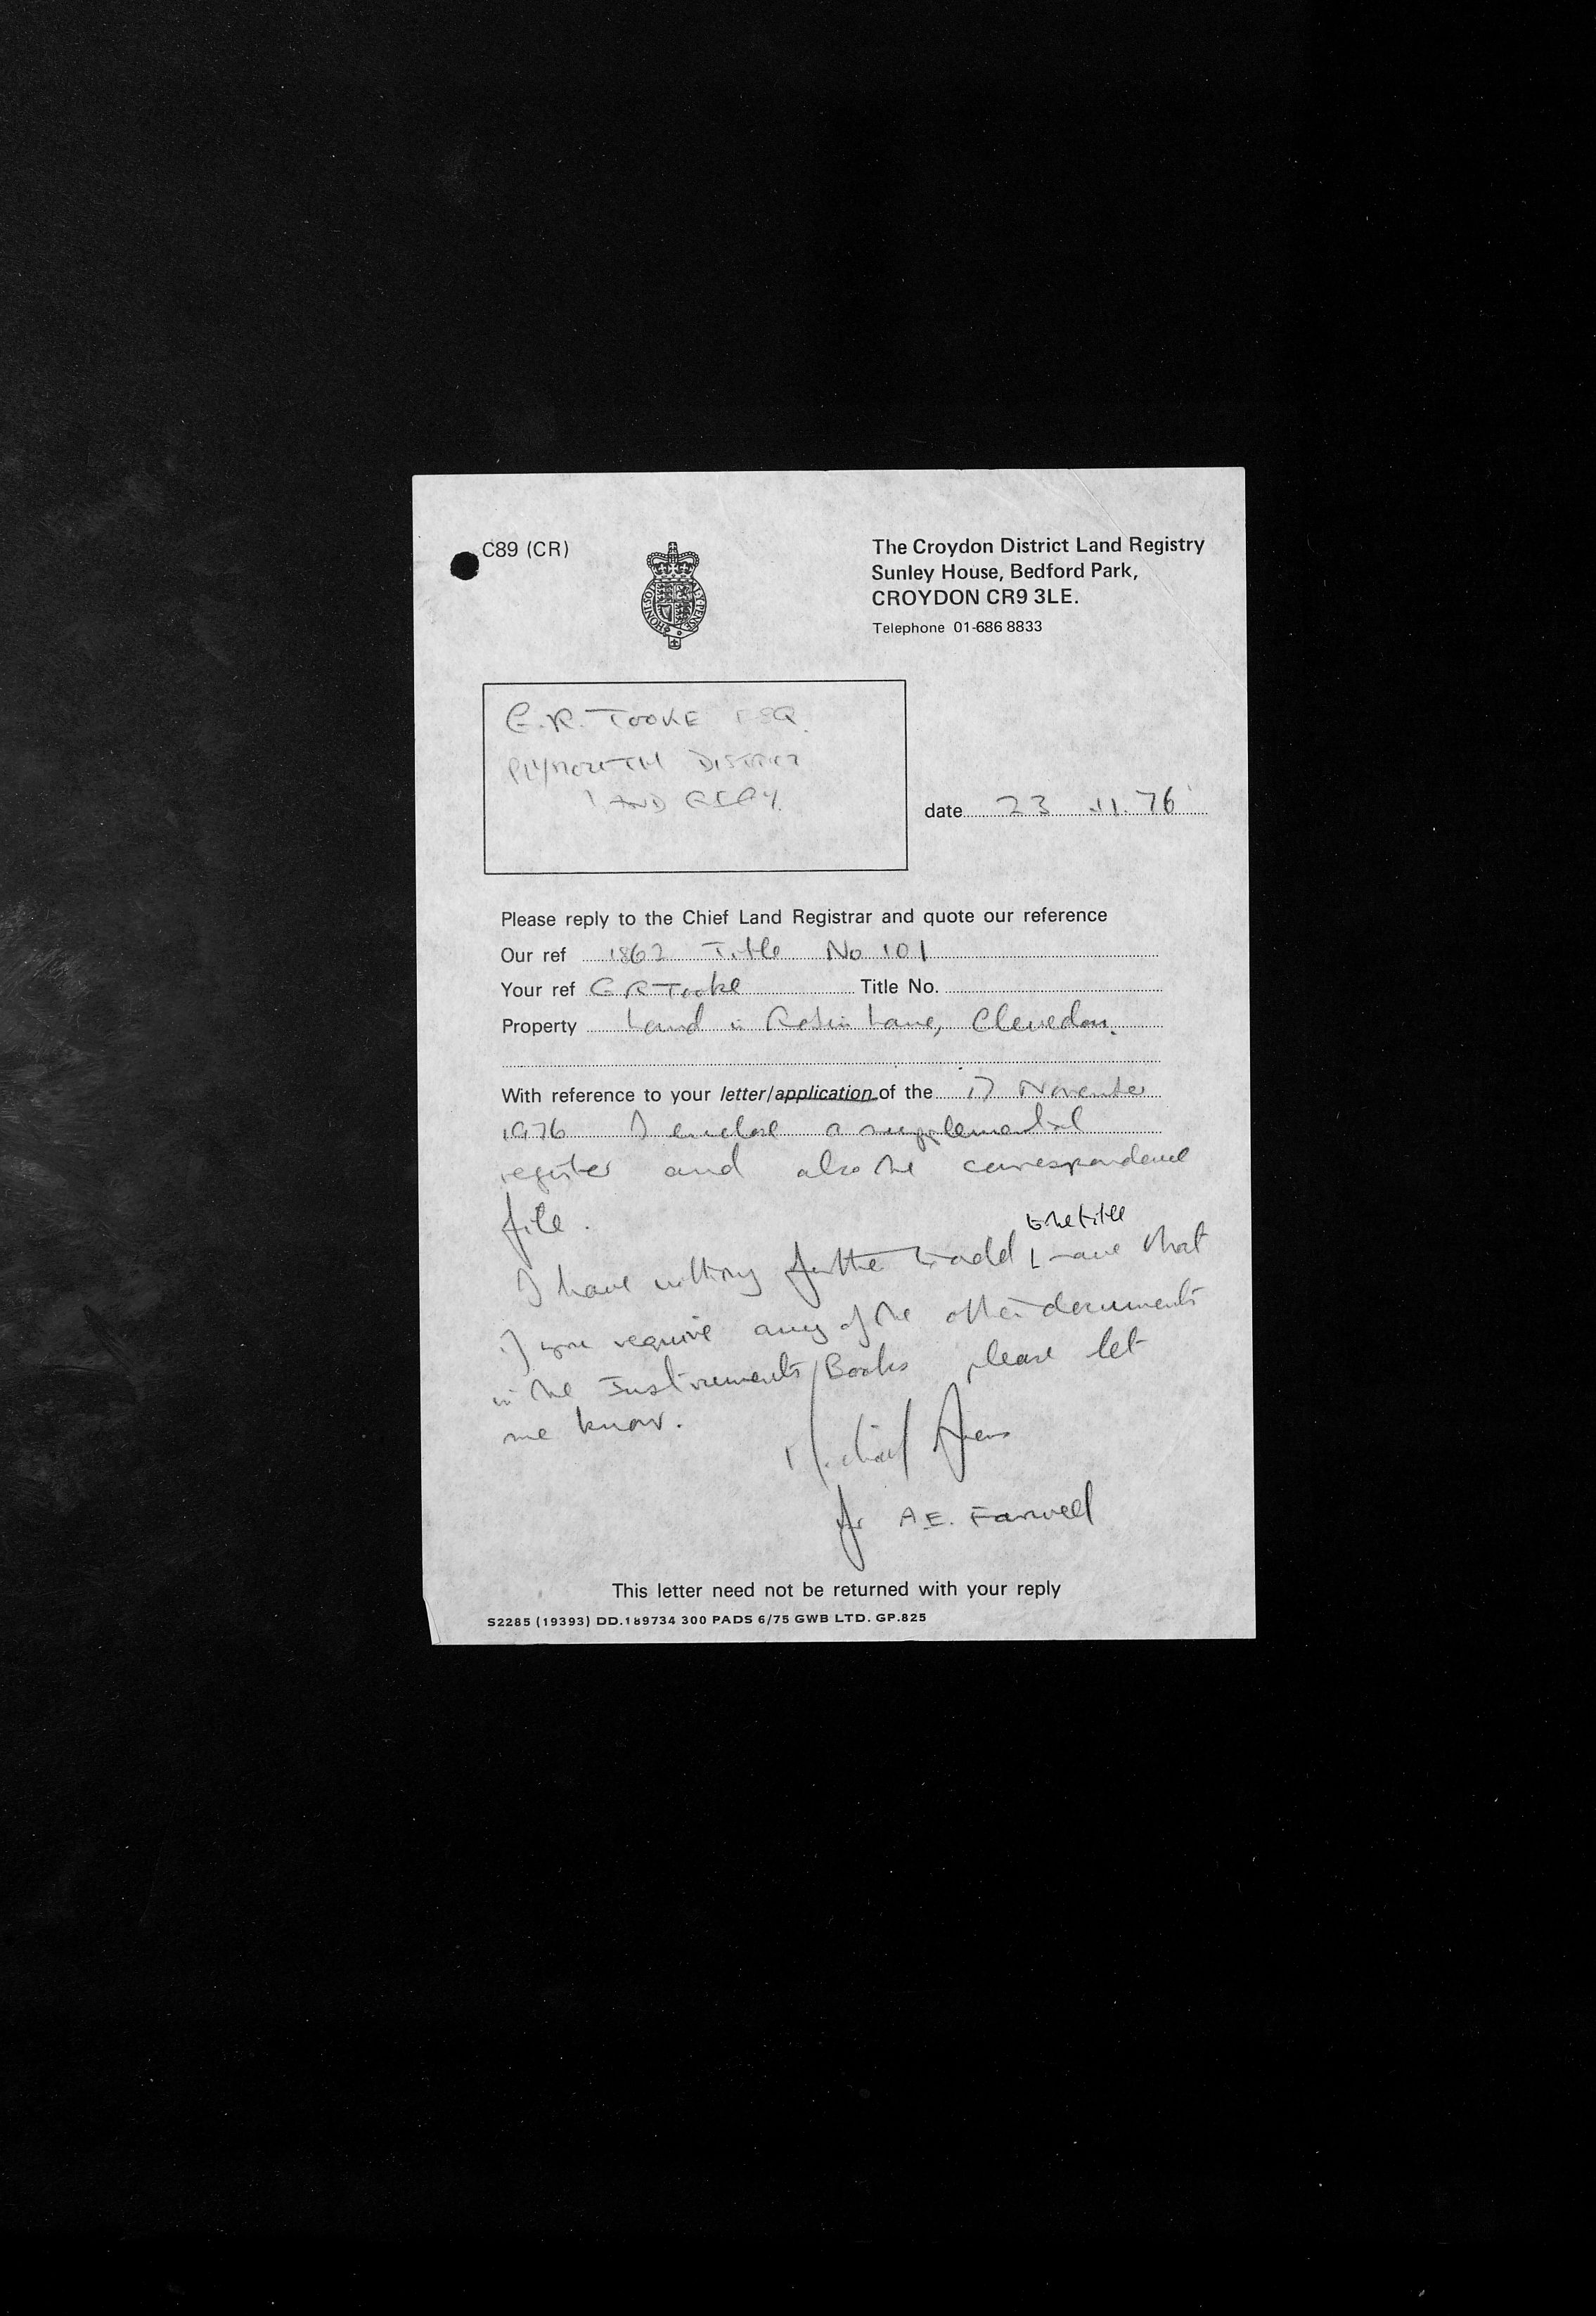 C89 (CR)
The Croydon District Land Registry
Sunley House, Bedford Park,
CROYDON CR9 3LE.
Telephone 01-686 8833
G.R. TOOKE ESQ.
PLYMOUTH DISTRICT
LAND REGY.
date 23 .11. 76
Please reply to the Chief Land Registrar and quote our reference
Our ref 1862 Title No 101
Your ref G R Tooke Title No.
Property Land in Lane, Clevedon.
With reference to your letter/application of the 17 November
1976 I enclose a supplemental
register and also the correspondence
file.
to the title
I have nothing further to add save that
if you require any of the other documents
in the Instruments Books please let
me know.
Michael
for A.E. Farwell
This letter need not be returned with your reply
S2285 (19393) DD.169734 300 PADS 6/75 GWB LTD. GP.825